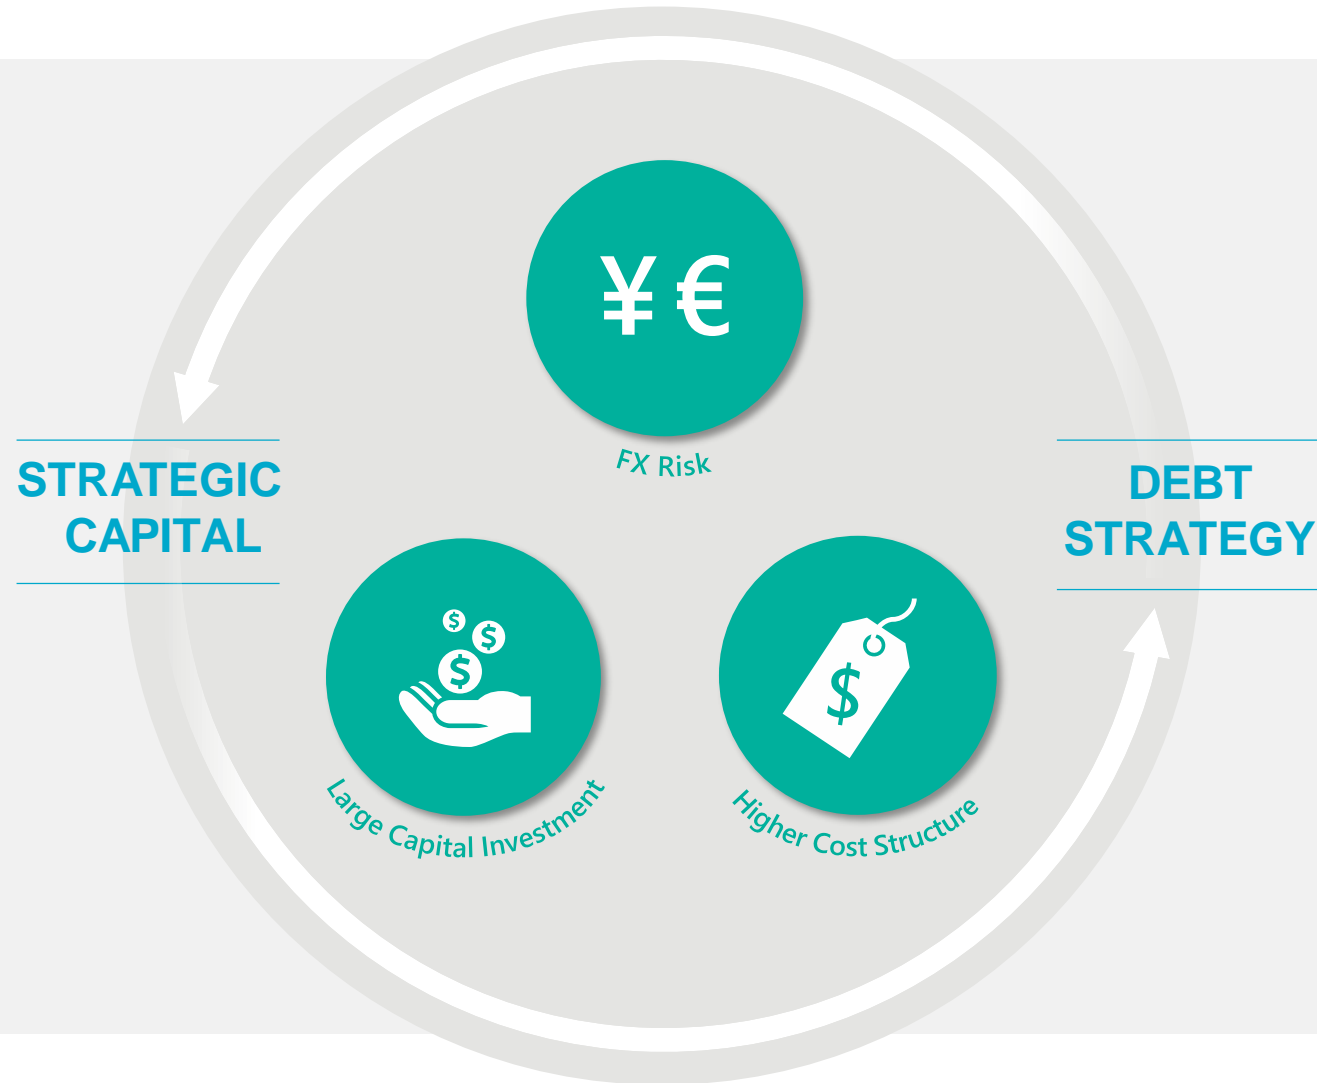 ¥ €
FX Risk
STRATEGIC
CAPITAL
DEBT
STRATEGY
$
$
$
$
Large Capital Investment
Higher Cost Structure